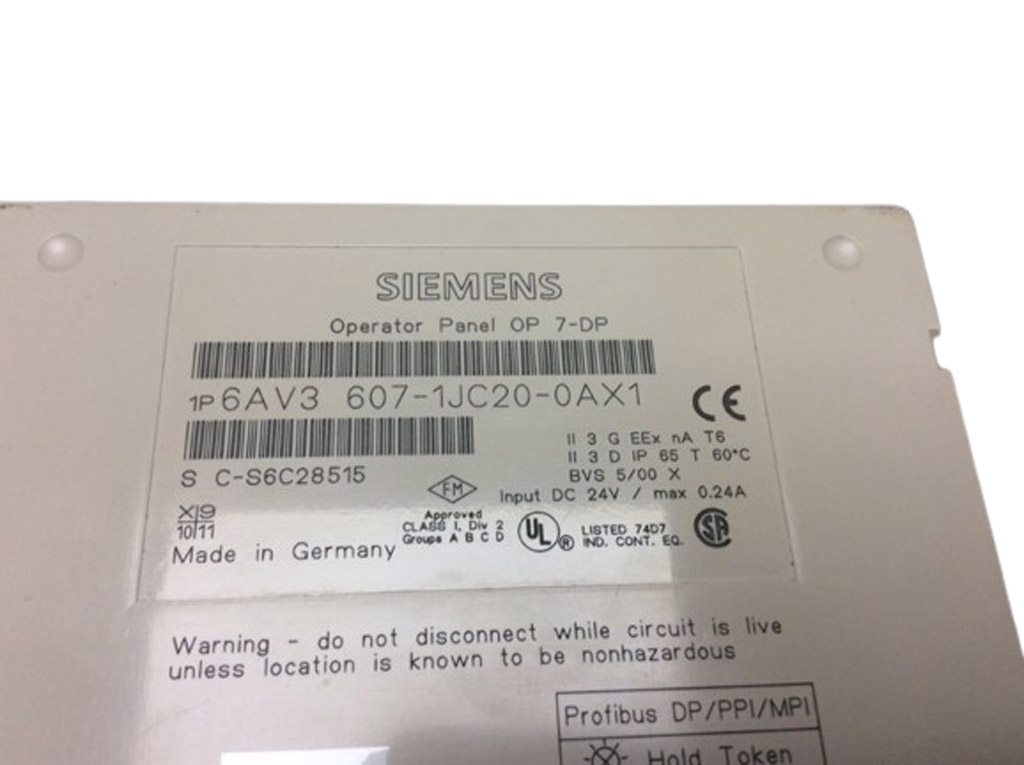 SIEMENS
Operator Panel OP 7-DP
1P 6AV3 607-1JC20-0AX1
CE
II 3 G EEx nA T6
II 3 D IP 65 T 60°C
BVS 5/00 X
S C-S6C28515
Input DC 24V / max 0.24A
FM
Approved
CLASS I, Div 2
Groups A B C D
X 9
10 11
UL ®
LISTED 74D7
IND. CONT. EQ.
SA
Made in Germany
Warning - do not disconnect while circuit is live
unless location is known to be nonhazardous
Profibus DP/PPI/MPI
Hold Token